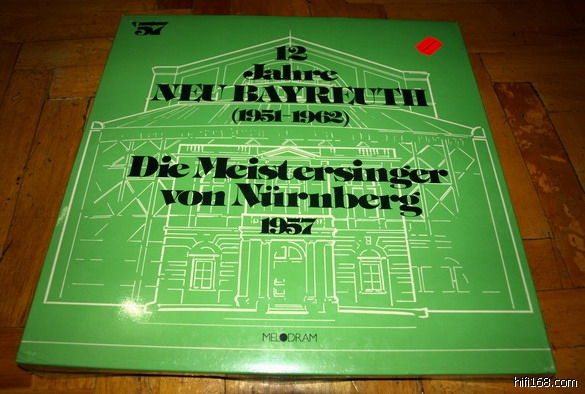 '57
12
Jahre
NEU BAYREUTH
(1951-1962)
Die Meistersinger
von Nürnberg
1957
MELODRAM
hifi168.com